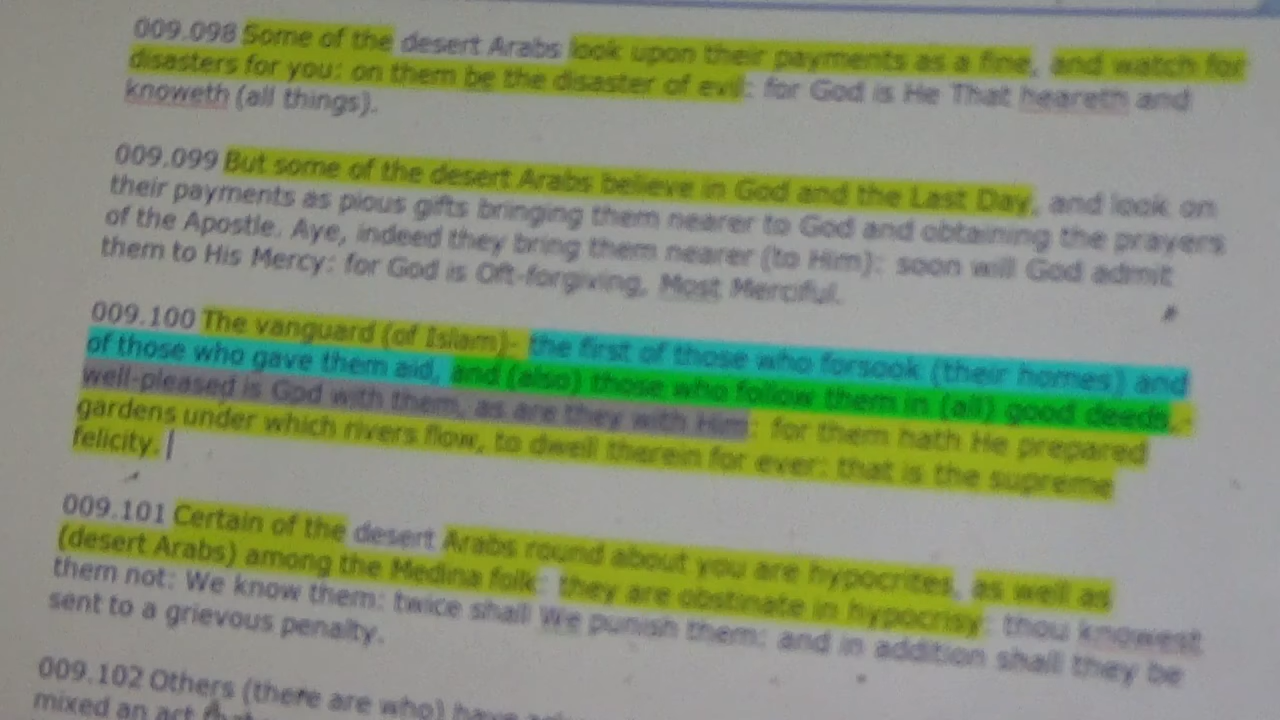 009.098 Some of the desert Arabs look upon their payments as a fine, and watch for
disasters for you: on them be the disaster of evil: for God is He That heareth and
knoweth (all things).
009.099 But some of the desert Arabs believe in God and the Last Day, and look on
their payments as pious gifts bringing them nearer to God and obtaining the prayers
of the Apostle. Aye, indeed they bring them nearer (to Him): soon will God admit
them to His Mercy: for God is Oft-forgiving, Most Merciful.
009.100 The vanguard (of Islam)- the first of those who forsook (their homes) and
of those who gave them aid, and (also) those who follow them in (all) good deeds,-
well-pleased is God with them, as are they with Him: for them hath He prepared
gardens under which rivers flow, to dwell therein for ever: that is the supreme
felicity.
009.101 Certain of the desert Arabs round about you are hypocrites, as well as
(desert Arabs) among the Medina folk: they are obstinate in hypocrisy: thou knowest
them not: We know them: twice shall We punish them: and in addition shall they be
sent to a grievous penalty.
009.102 Others (there are who) have
mixed an act